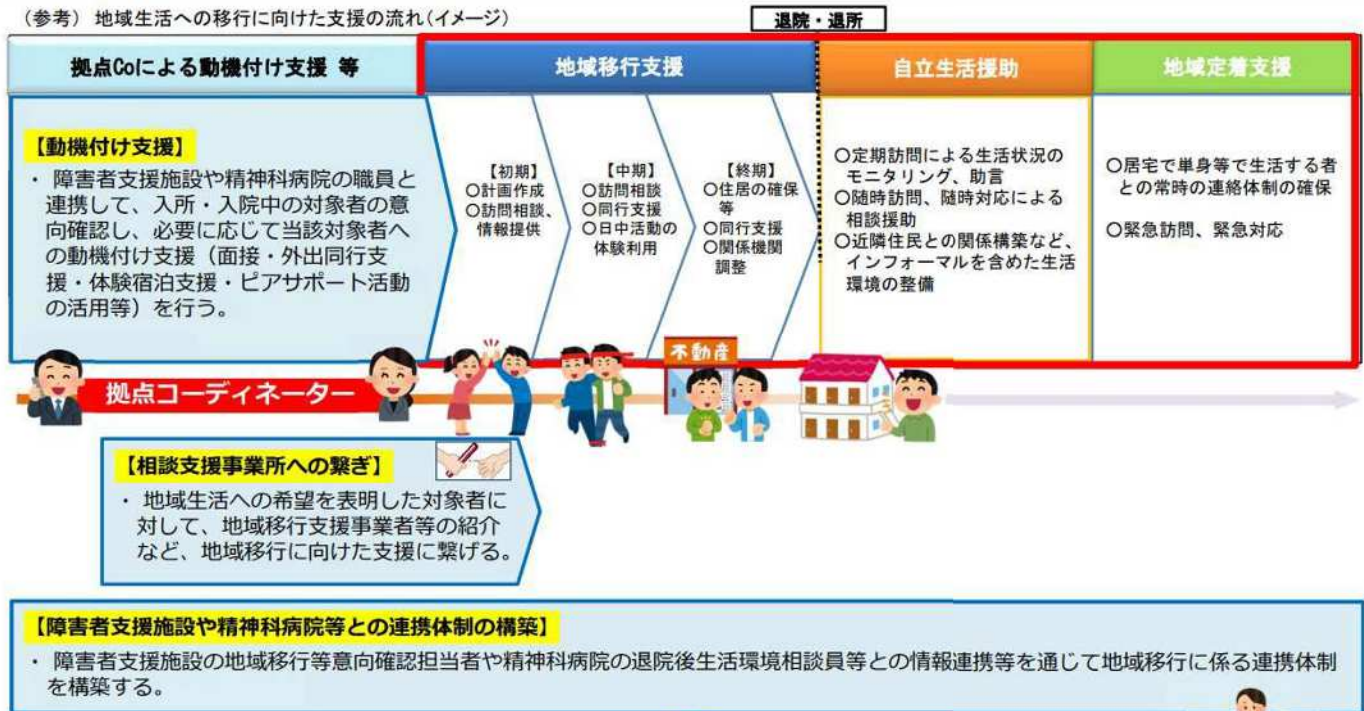 （参考）地域生活への移行に向けた支援の流れ（イメージ）
退院・退所
拠点Coによる動機付け支援 等
地域移行支援
自立生活援助
地域定着支援
【動機付け支援】
・ 障害者支援施設や精神科病院の職員と
連携して、入所・入院中の対象者の意
向確認し、必要に応じて当該対象者へ
の動機付け支援（面接・外出同行支
援・体験宿泊支援・ピアサポート活動
の活用等）を行う。
【初期】
○計画作成
○訪問相談、
情報提供
【中期】
○訪問相談
○同行支援
○日中活動の
体験利用
【終期】
○住居の確保
等
○同行支援
○関係機関
調整
○定期訪問による生活状況の
モニタリング、助言
○随時訪問、随時対応による
相談援助
○近隣住民との関係構築など、
インフォーマルを含めた生活
環境の整備
○居宅で単身等で生活する者
との常時の連絡体制の確保
○緊急訪問、緊急対応
拠点コーディネーター
不動産
【相談支援事業所への繋ぎ】
・ 地域生活への希望を表明した対象者に
対して、地域移行支援事業者等の紹介
など、地域移行に向けた支援に繋げる。
【障害者支援施設や精神科病院等との連携体制の構築】
・ 障害者支援施設の地域移行等意向確認担当者や精神科病院の退院後生活環境相談員等との情報連携等を通じて地域移行に係る連携体制
を構築する。